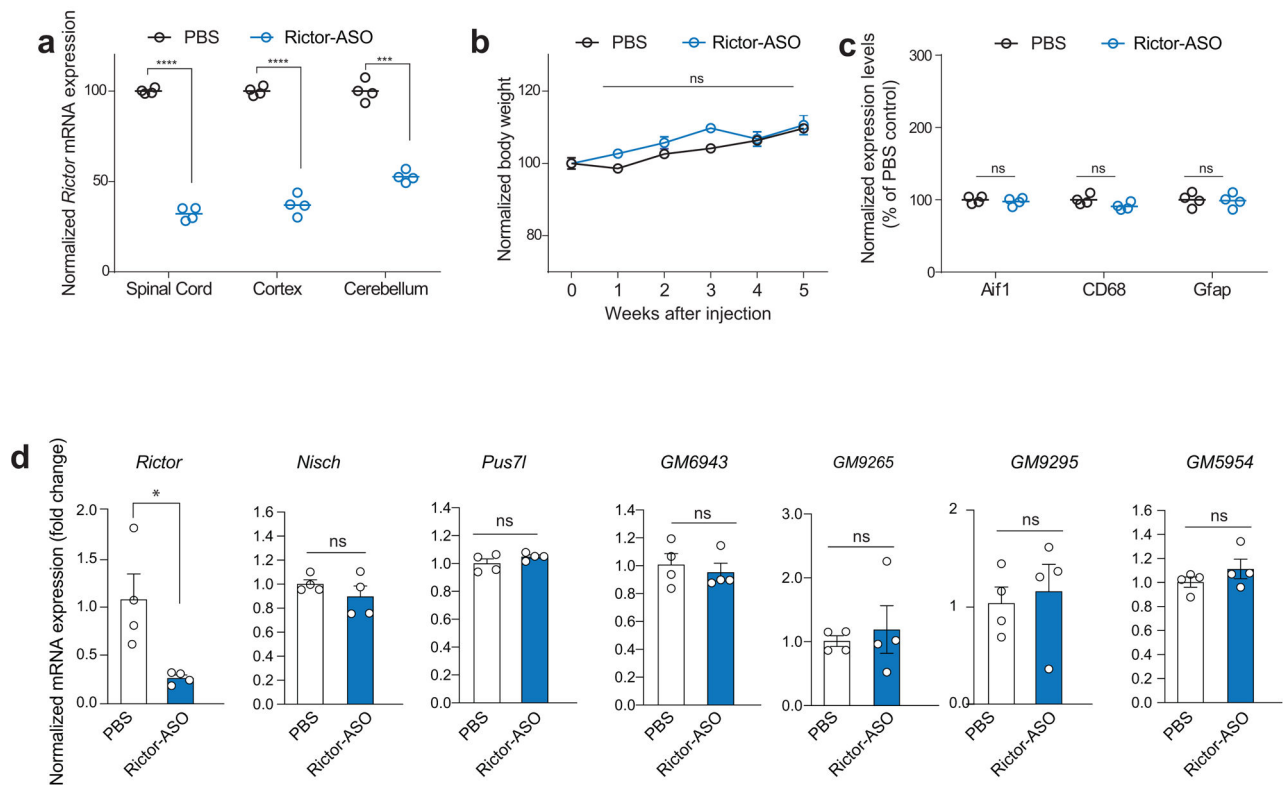 a
PBS Rictor-ASO
Normalized Rictor mRNA expression
100
50
0
**** **** ***
Spinal Cord Cortex Cerebellum
b
PBS Rictor-ASO
Normalized body weight
120
100
80
ns
0 1 2 3 4 5
Weeks after injection
c
PBS Rictor-ASO
Normalized expression levels
(% of PBS control)
300
200
100
0
ns ns ns
Aif1 CD68 Gfap
d
Normalized mRNA expression (fold change)
Rictor
2.0
1.5
1.0
0.5
0.0
*
PBS
Rictor-ASO
Nisch
1.6
1.4
1.2
1.0
0.8
0.6
0.4
0.2
0.0
ns
PBS
Rictor-ASO
Pus7l
1.4
1.2
1.0
0.8
0.6
0.4
0.2
0.0
ns
PBS
Rictor-ASO
GM6943
1.4
1.2
1.0
0.8
0.6
0.4
0.2
0.0
ns
PBS
Rictor-ASO
GM9265
3.0
2.0
1.0
0.0
ns
PBS
Rictor-ASO
GM9295
2
1
0
ns
PBS
Rictor-ASO
GM5954
1.6
1.4
1.2
1.0
0.8
0.6
0.4
0.2
0.0
ns
PBS
Rictor-ASO